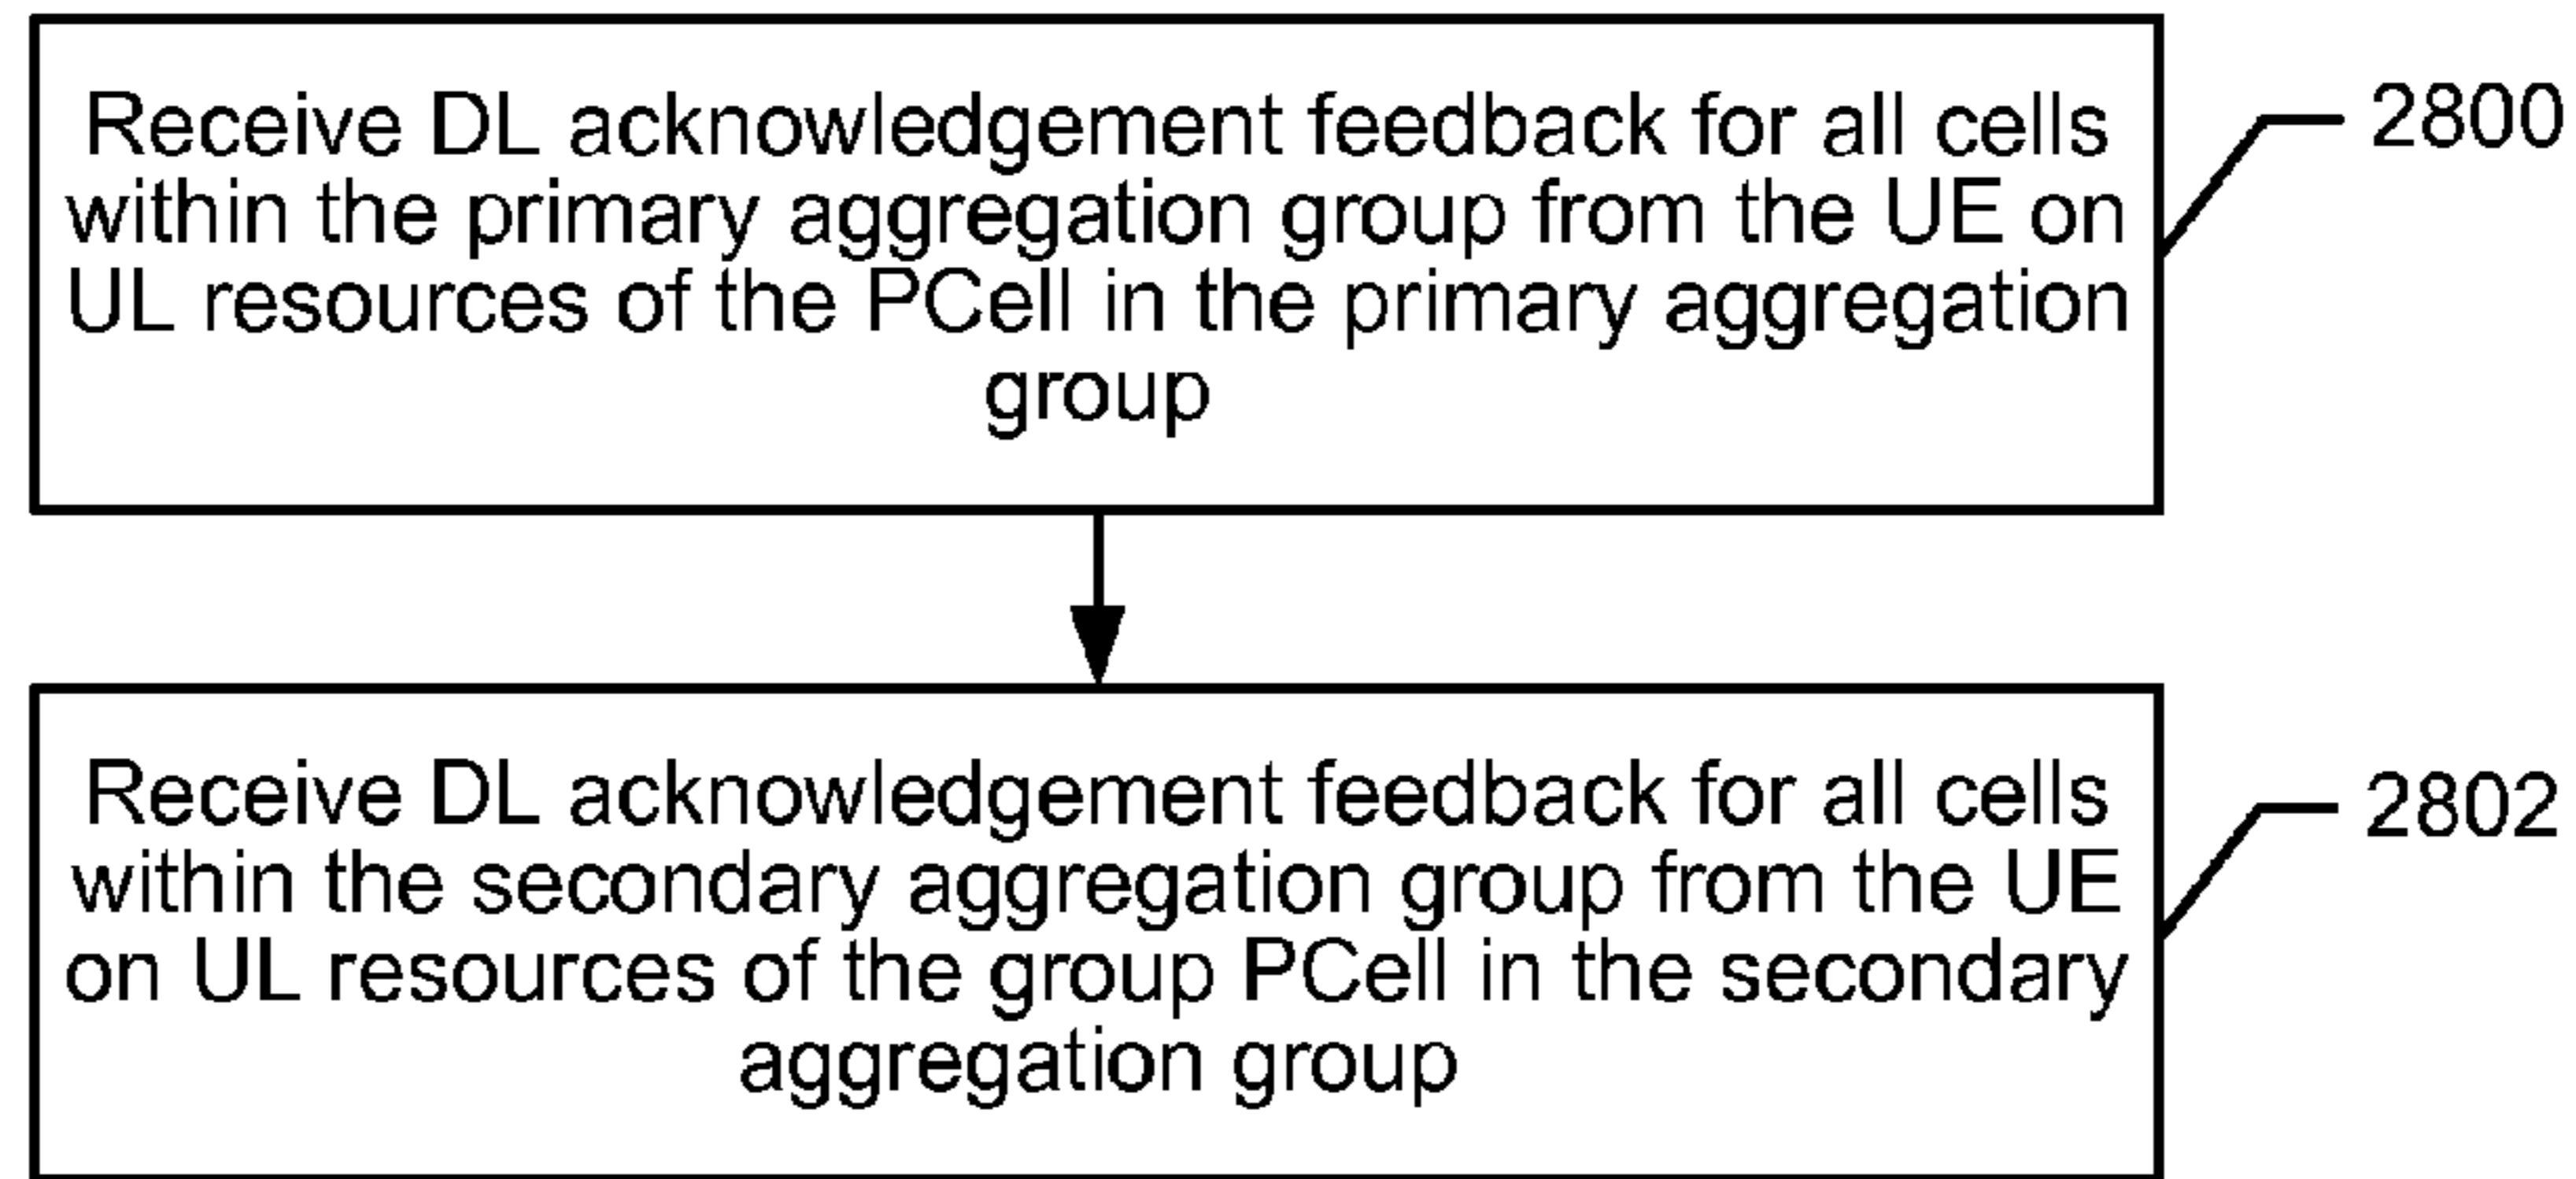 Receive DL acknowledgement feedback for all cells
within the primary aggregation group from the UE on
UL resources of the PCell in the primary aggregation
group
2800
Receive DL acknowledgement feedback for all cells
within the secondary aggregation group from the UE
on UL resources of the group PCell in the secondary
aggregation group
2802